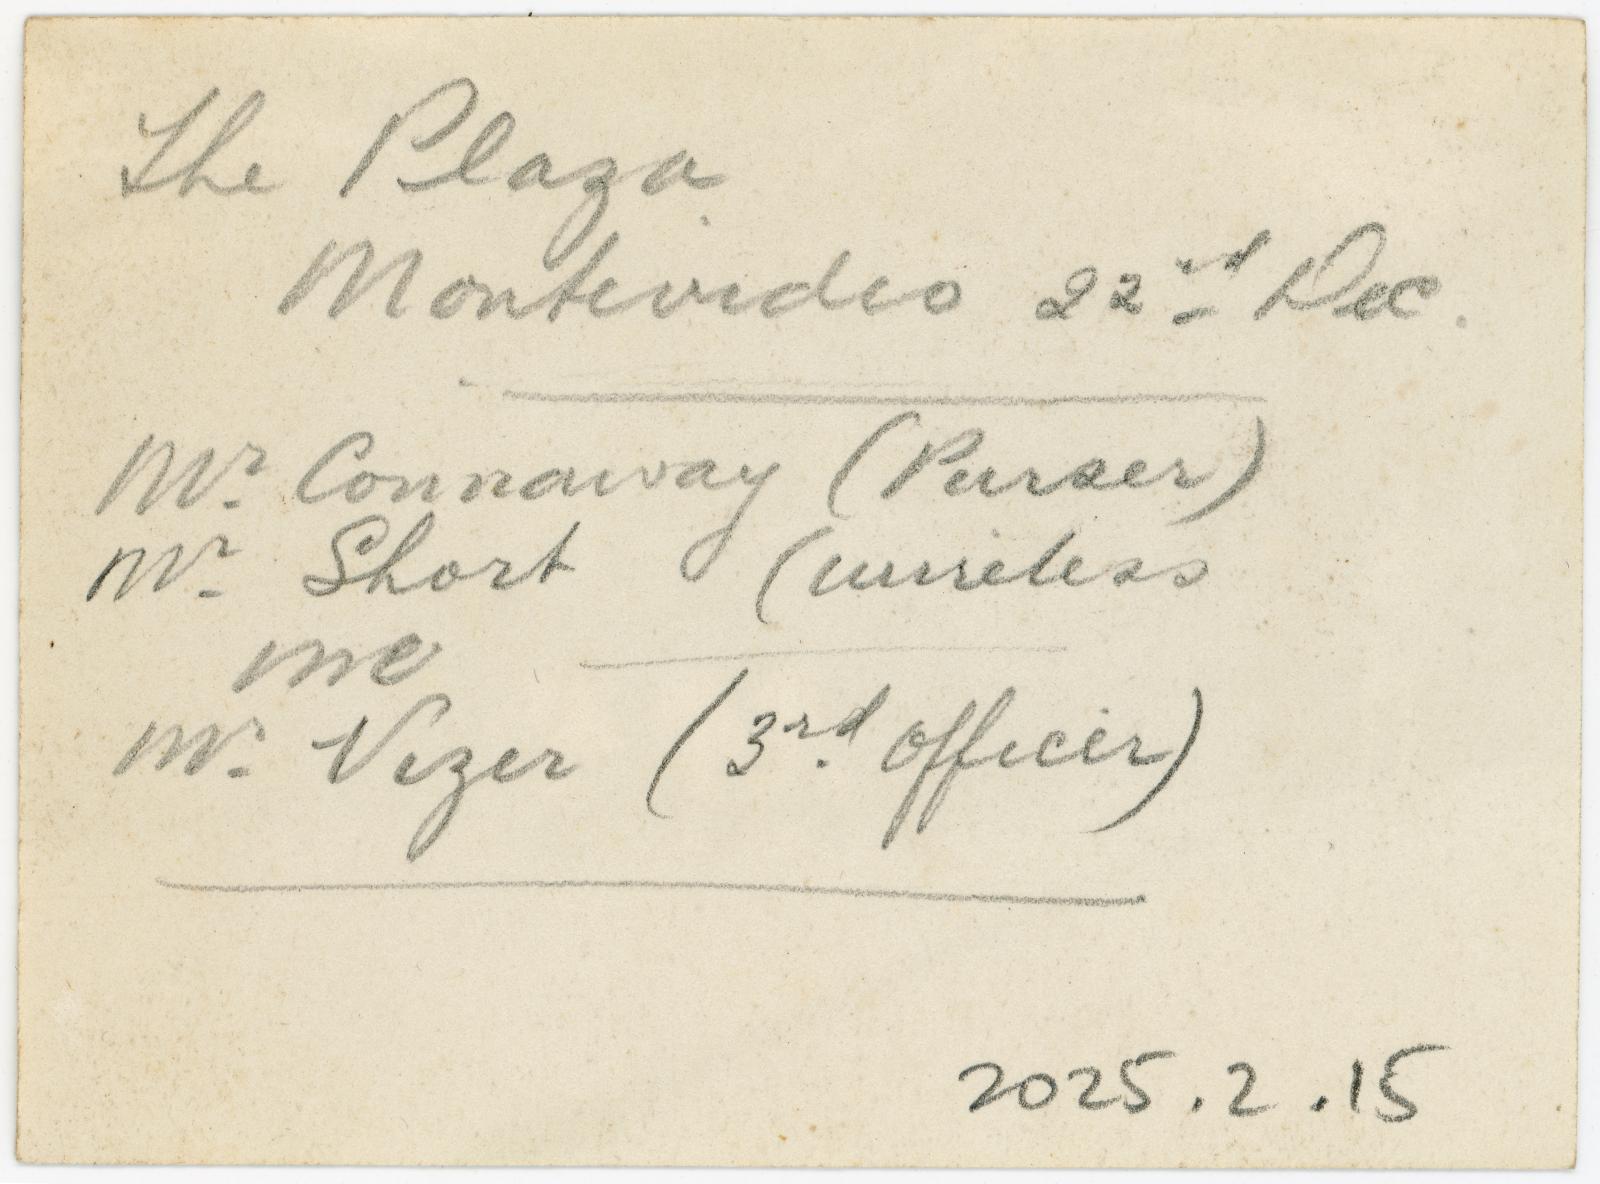 The Plaza
Montevideo 22nd Dec.
Mr. Connaway (Purser)
Mr. Short (wireless
me
Mr. Vizer (3rd officer)
2025.2.15